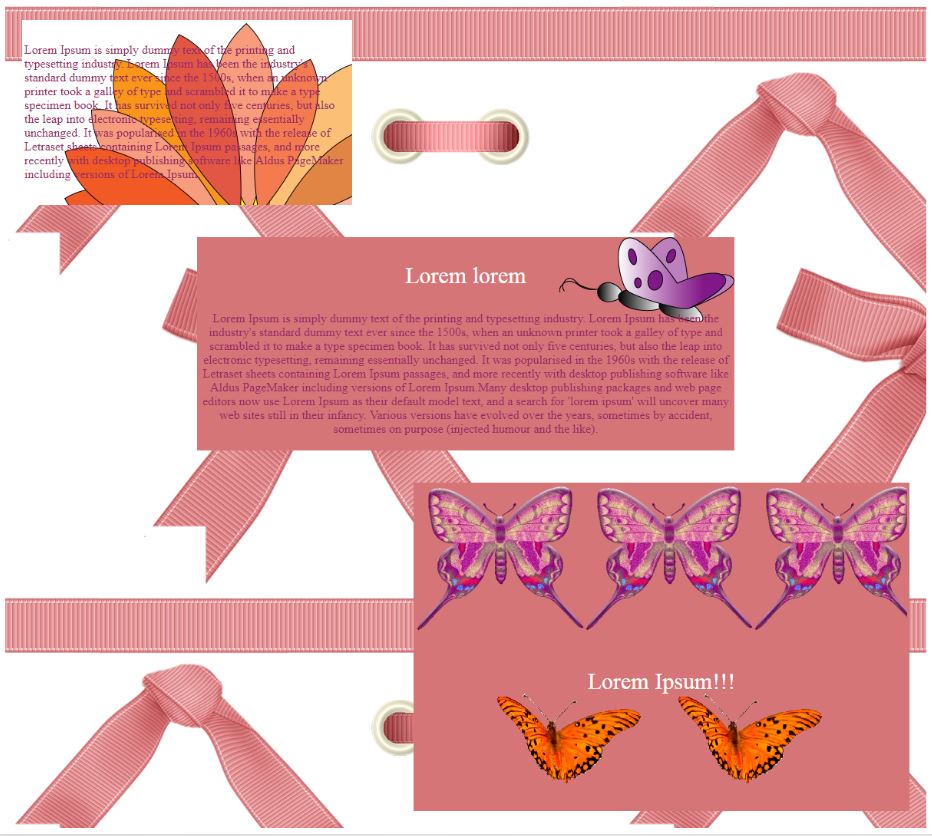 Lorem Ipsum is simply dummy text of the printing and
typesetting industry. Lorem Ipsum has been the industry's
standard dummy text ever since the 1500s, when an unknown
printer took a galley of type and scrambled it to make a type
specimen book. It has survived not only five centuries, but also
the leap into electronic typesetting, remaining essentially
unchanged. It was popularised in the 1960s with the release of
Letraset sheets containing Lorem Ipsum passages, and more
recently with desktop publishing software like Aldus PageMaker
including versions of Lorem Ipsum.
Lorem lorem
Lorem Ipsum is simply dummy text of the printing and typesetting industry. Lorem Ipsum has been the
industry's standard dummy text ever since the 1500s, when an unknown printer took a galley of type and
scrambled it to make a type specimen book. It has survived not only five centuries, but also the leap into
electronic typesetting, remaining essentially unchanged. It was popularised in the 1960s with the release of
Letraset sheets containing Lorem Ipsum passages, and more recently with desktop publishing software like
Aldus PageMaker including versions of Lorem Ipsum Many desktop publishing packages and web page
editors now use Lorem Ipsum as their default model text, and a search for 'lorem ipsum' will uncover many
web sites still in their infancy. Various versions have evolved over the years, sometimes by accident,
sometimes on purpose (injected humour and the like).
Lorem Ipsum!!!